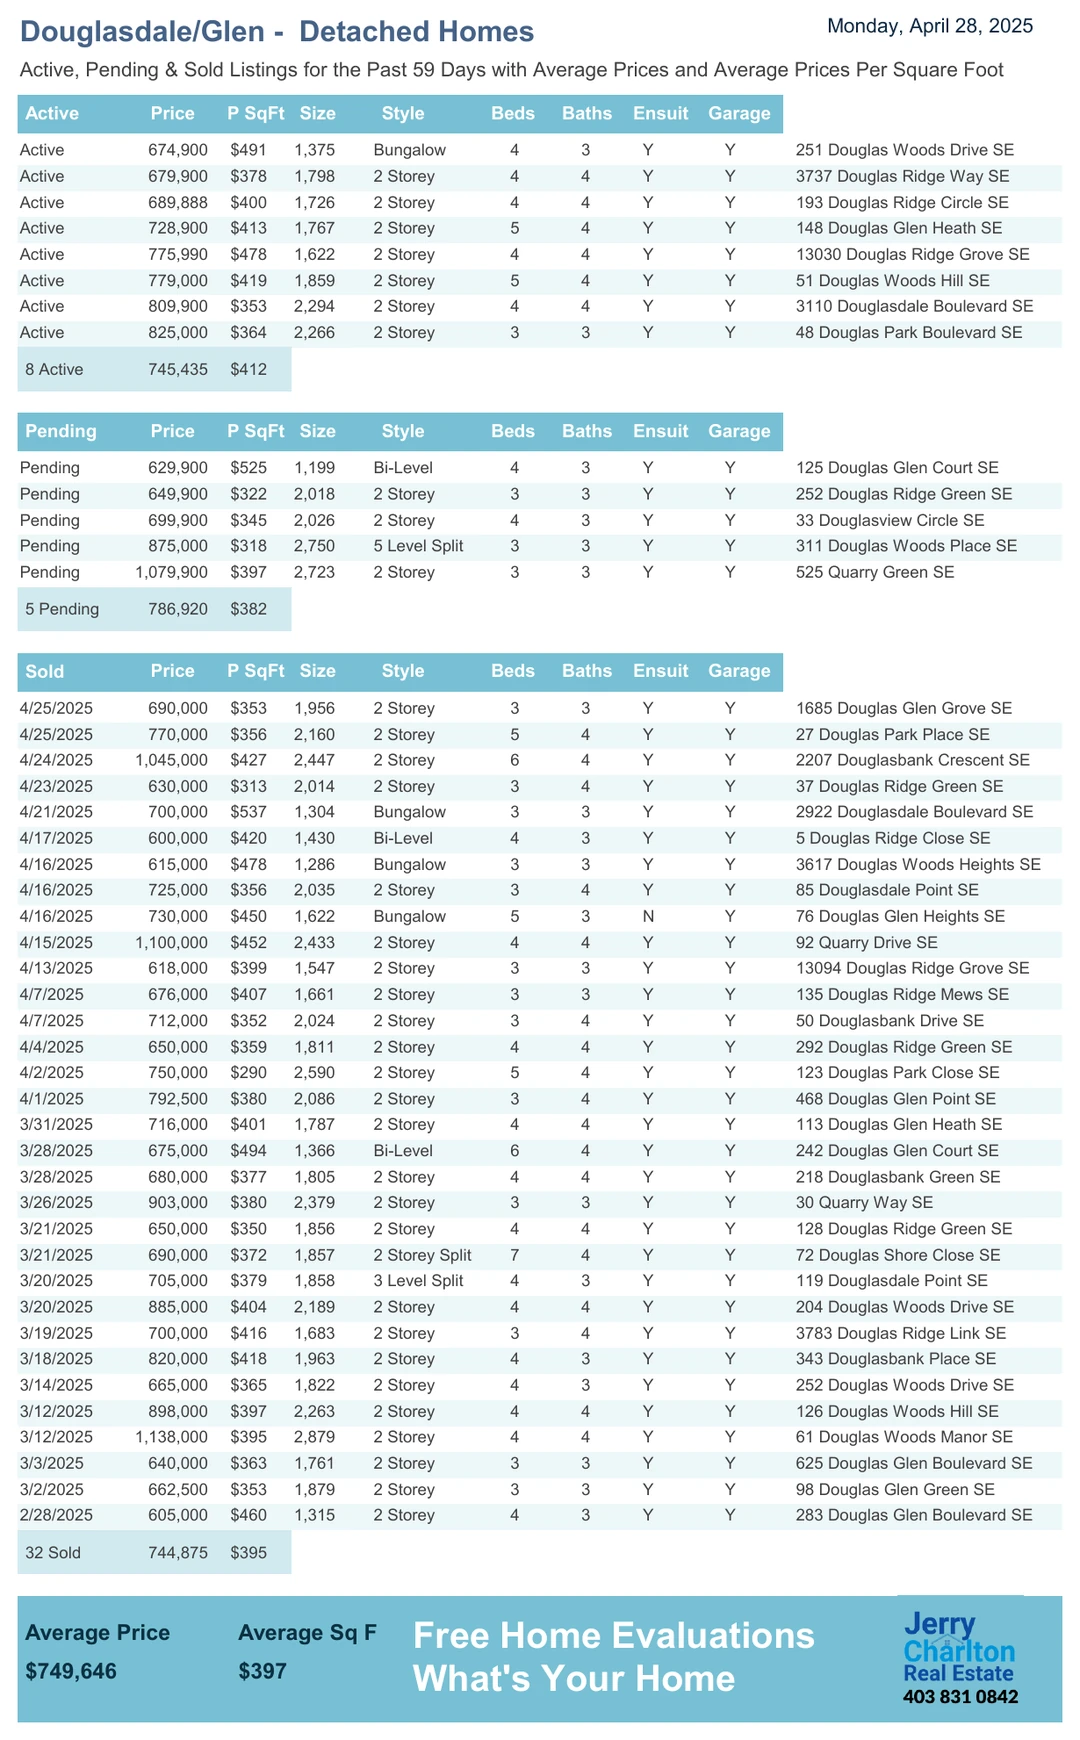 Douglasdale/Glen - Detached Homes
Monday, April 28, 2025
Active, Pending & Sold Listings for the Past 59 Days with Average Prices and Average Prices Per Square Foot
Active Price P SqFt Size Style Beds Baths Ensuit Garage
Active 674,900 $491 1,375 Bungalow 4 3 Y Y 251 Douglas Woods Drive SE
Active 679,900 $378 1,798 2 Storey 4 4 Y Y 3737 Douglas Ridge Way SE
Active 689,888 $400 1,726 2 Storey 4 4 Y Y 193 Douglas Ridge Circle SE
Active 728,900 $413 1,767 2 Storey 5 4 Y Y 148 Douglas Glen Heath SE
Active 775,990 $478 1,622 2 Storey 4 4 Y Y 13030 Douglas Ridge Grove SE
Active 779,000 $419 1,859 2 Storey 5 4 Y Y 51 Douglas Woods Hill SE
Active 809,900 $353 2,294 2 Storey 4 4 Y Y 3110 Douglasdale Boulevard SE
Active 825,000 $364 2,266 2 Storey 3 3 Y Y 48 Douglas Park Boulevard SE
8 Active 745,435 $412
Pending Price P SqFt Size Style Beds Baths Ensuit Garage
Pending 629,900 $525 1,199 Bi-Level 4 3 Y Y 125 Douglas Glen Court SE
Pending 649,900 $322 2,018 2 Storey 3 3 Y Y 252 Douglas Ridge Green SE
Pending 699,900 $345 2,026 2 Storey 4 3 Y Y 33 Douglasview Circle SE
Pending 875,000 $318 2,750 5 Level Split 3 3 Y Y 311 Douglas Woods Place SE
Pending 1,079,900 $397 2,723 2 Storey 3 3 Y Y 525 Quarry Green SE
5 Pending 786,920 $382
Sold Price P SqFt Size Style Beds Baths Ensuit Garage
4/25/2025 690,000 $353 1,956 2 Storey 3 3 Y Y 1685 Douglas Glen Grove SE
4/25/2025 770,000 $356 2,160 2 Storey 5 4 Y Y 27 Douglas Park Place SE
4/24/2025 1,045,000 $427 2,447 2 Storey 6 4 Y Y 2207 Douglasbank Crescent SE
4/23/2025 630,000 $313 2,014 2 Storey 3 4 Y Y 37 Douglas Ridge Green SE
4/21/2025 700,000 $537 1,304 Bungalow 3 3 Y Y 2922 Douglasdale Boulevard SE
4/17/2025 600,000 $420 1,430 Bi-Level 4 3 Y Y 5 Douglas Ridge Close SE
4/16/2025 615,000 $478 1,286 Bungalow 3 3 Y Y 3617 Douglas Woods Heights SE
4/16/2025 725,000 $356 2,035 2 Storey 3 4 Y Y 85 Douglasdale Point SE
4/16/2025 730,000 $450 1,622 Bungalow 5 3 N Y 76 Douglas Glen Heights SE
4/15/2025 1,100,000 $452 2,433 2 Storey 4 4 Y Y 92 Quarry Drive SE
4/13/2025 618,000 $399 1,547 2 Storey 3 3 Y Y 13094 Douglas Ridge Grove SE
4/7/2025 676,000 $407 1,661 2 Storey 3 3 Y Y 135 Douglas Ridge Mews SE
4/7/2025 712,000 $352 2,024 2 Storey 3 4 Y Y 50 Douglasbank Drive SE
4/4/2025 650,000 $359 1,811 2 Storey 4 4 Y Y 292 Douglas Ridge Green SE
4/2/2025 750,000 $290 2,590 2 Storey 5 4 Y Y 123 Douglas Park Close SE
4/1/2025 792,500 $380 2,086 2 Storey 3 4 Y Y 468 Douglas Glen Point SE
3/31/2025 716,000 $401 1,787 2 Storey 4 4 Y Y 113 Douglas Glen Heath SE
3/28/2025 675,000 $494 1,366 Bi-Level 6 4 Y Y 242 Douglas Glen Court SE
3/28/2025 680,000 $377 1,805 2 Storey 4 4 Y Y 218 Douglasbank Green SE
3/26/2025 903,000 $380 2,379 2 Storey 3 3 Y Y 30 Quarry Way SE
3/21/2025 650,000 $350 1,856 2 Storey 4 4 Y Y 128 Douglas Ridge Green SE
3/21/2025 690,000 $372 1,857 2 Storey Split 7 4 Y Y 72 Douglas Shore Close SE
3/20/2025 705,000 $379 1,858 3 Level Split 4 3 Y Y 119 Douglasdale Point SE
3/20/2025 885,000 $404 2,189 2 Storey 4 4 Y Y 204 Douglas Woods Drive SE
3/19/2025 700,000 $416 1,683 2 Storey 3 4 Y Y 3783 Douglas Ridge Link SE
3/18/2025 820,000 $418 1,963 2 Storey 4 3 Y Y 343 Douglasbank Place SE
3/14/2025 665,000 $365 1,822 2 Storey 4 3 Y Y 252 Douglas Woods Drive SE
3/12/2025 898,000 $397 2,263 2 Storey 4 4 Y Y 126 Douglas Woods Hill SE
3/12/2025 1,138,000 $395 2,879 2 Storey 4 4 Y Y 61 Douglas Woods Manor SE
3/3/2025 640,000 $363 1,761 2 Storey 3 3 Y Y 625 Douglas Glen Boulevard SE
3/2/2025 662,500 $353 1,879 2 Storey 3 3 Y Y 98 Douglas Glen Green SE
2/28/2025 605,000 $460 1,315 2 Storey 4 3 Y Y 283 Douglas Glen Boulevard SE
32 Sold 744,875 $395
Average Price Average Sq F
$749,646 $397
Free Home Evaluations
What's Your Home
Jerry
Charlton
Real Estate
403 831 0842